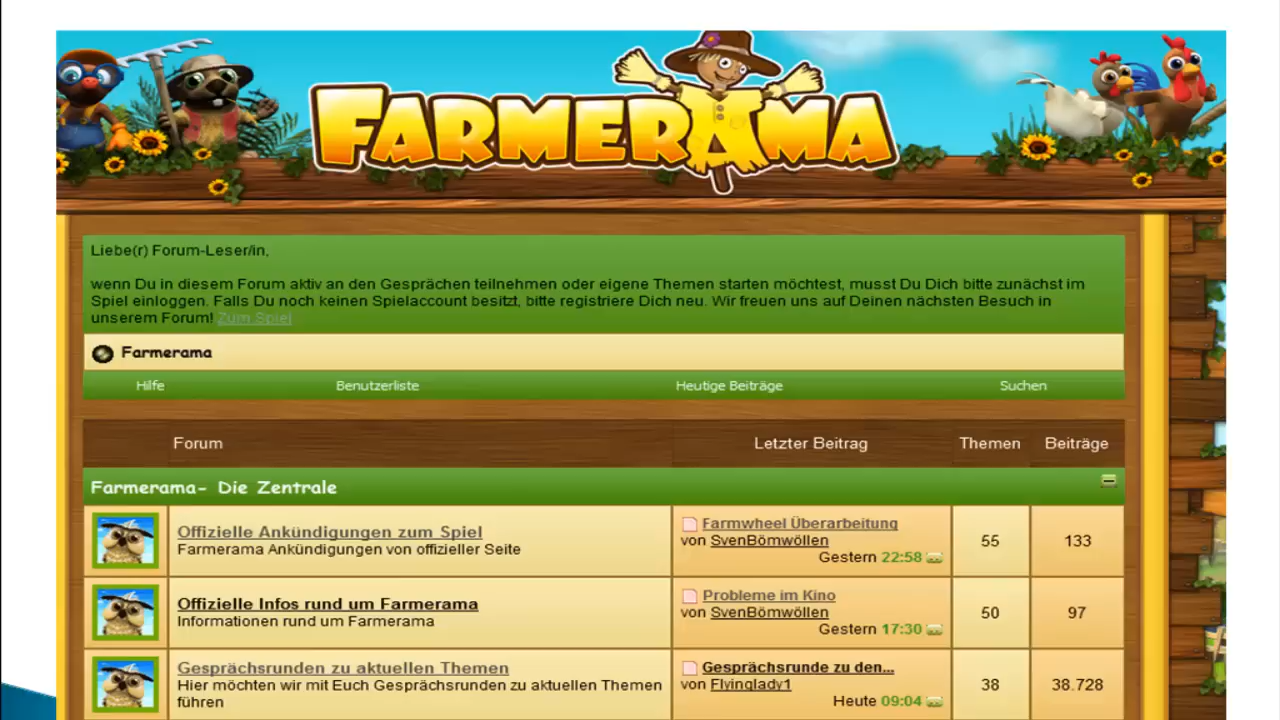 FARMERAMA
Liebe(r) Forum-Leser/in,
wenn Du in diesem Forum aktiv an den Gesprächen teilnehmen oder eigene Themen starten möchtest, musst Du Dich bitte zunächst im
Spiel einloggen. Falls Du noch keinen Spielaccount besitzt, bitte registriere Dich neu. Wir freuen uns auf Deinen nächsten Besuch in
unserem Forum! Zum Spiel
Farmerama
Hilfe Benutzerliste Heutige Beiträge Suchen
Forum Letzter Beitrag Themen Beiträge
Farmerama- Die Zentrale
Offizielle Ankündigungen zum Spiel
Farmerama Ankündigungen von offizieller Seite
Farmwheel Überarbeitung
von SvenBömwöllen
Gestern 22:58
55
133
Offizielle Infos rund um Farmerama
Informationen rund um Farmerama
Probleme im Kino
von SvenBömwöllen
Gestern 17:30
50
97
Gesprächsrunden zu aktuellen Themen
Hier möchten wir mit Euch Gesprächsrunden zu aktuellen Themen
führen
Gesprächsrunde zu den...
von Flyinglady1
Heute 09:04
38
38.728